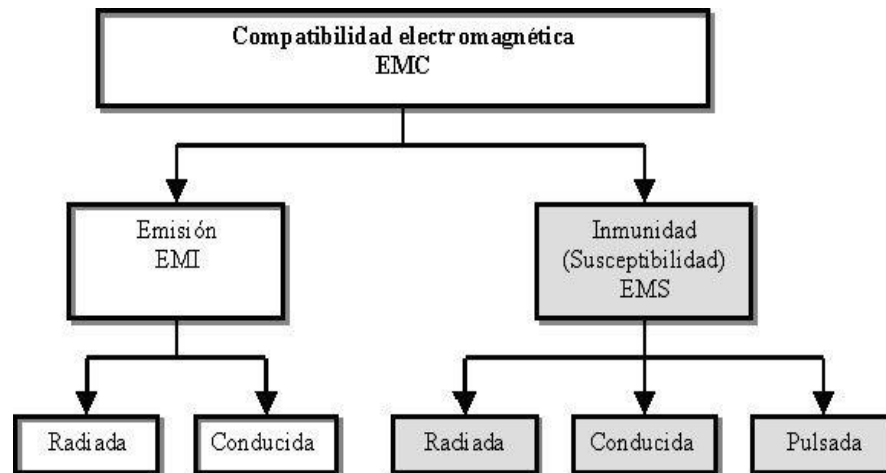 Compatibilidad electromagnética
EMC
Emisión
EMI
Inmunidad
(Susceptibilidad)
EMS
Radiada
Conducida
Radiada
Conducida
Pulsada